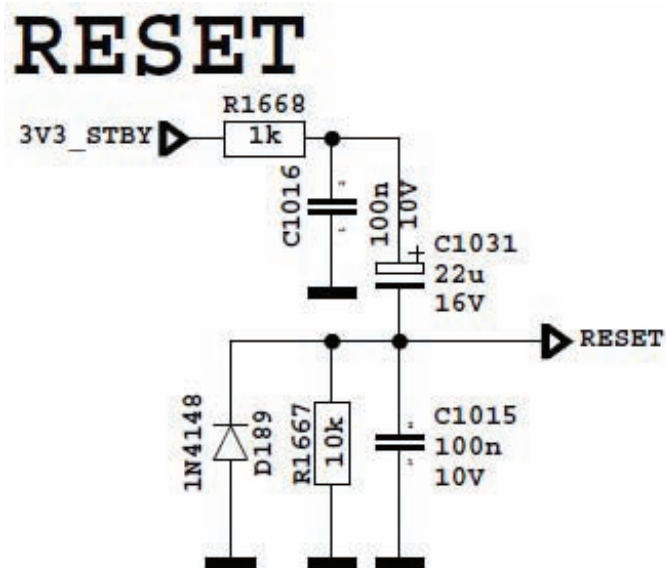 RESET
R1668
3V3_STBY
1k
C1016
100n
10V
C1031
+
22u
16V
RESET
1N4148
D189
R1667
10k
C1015
100n
10V